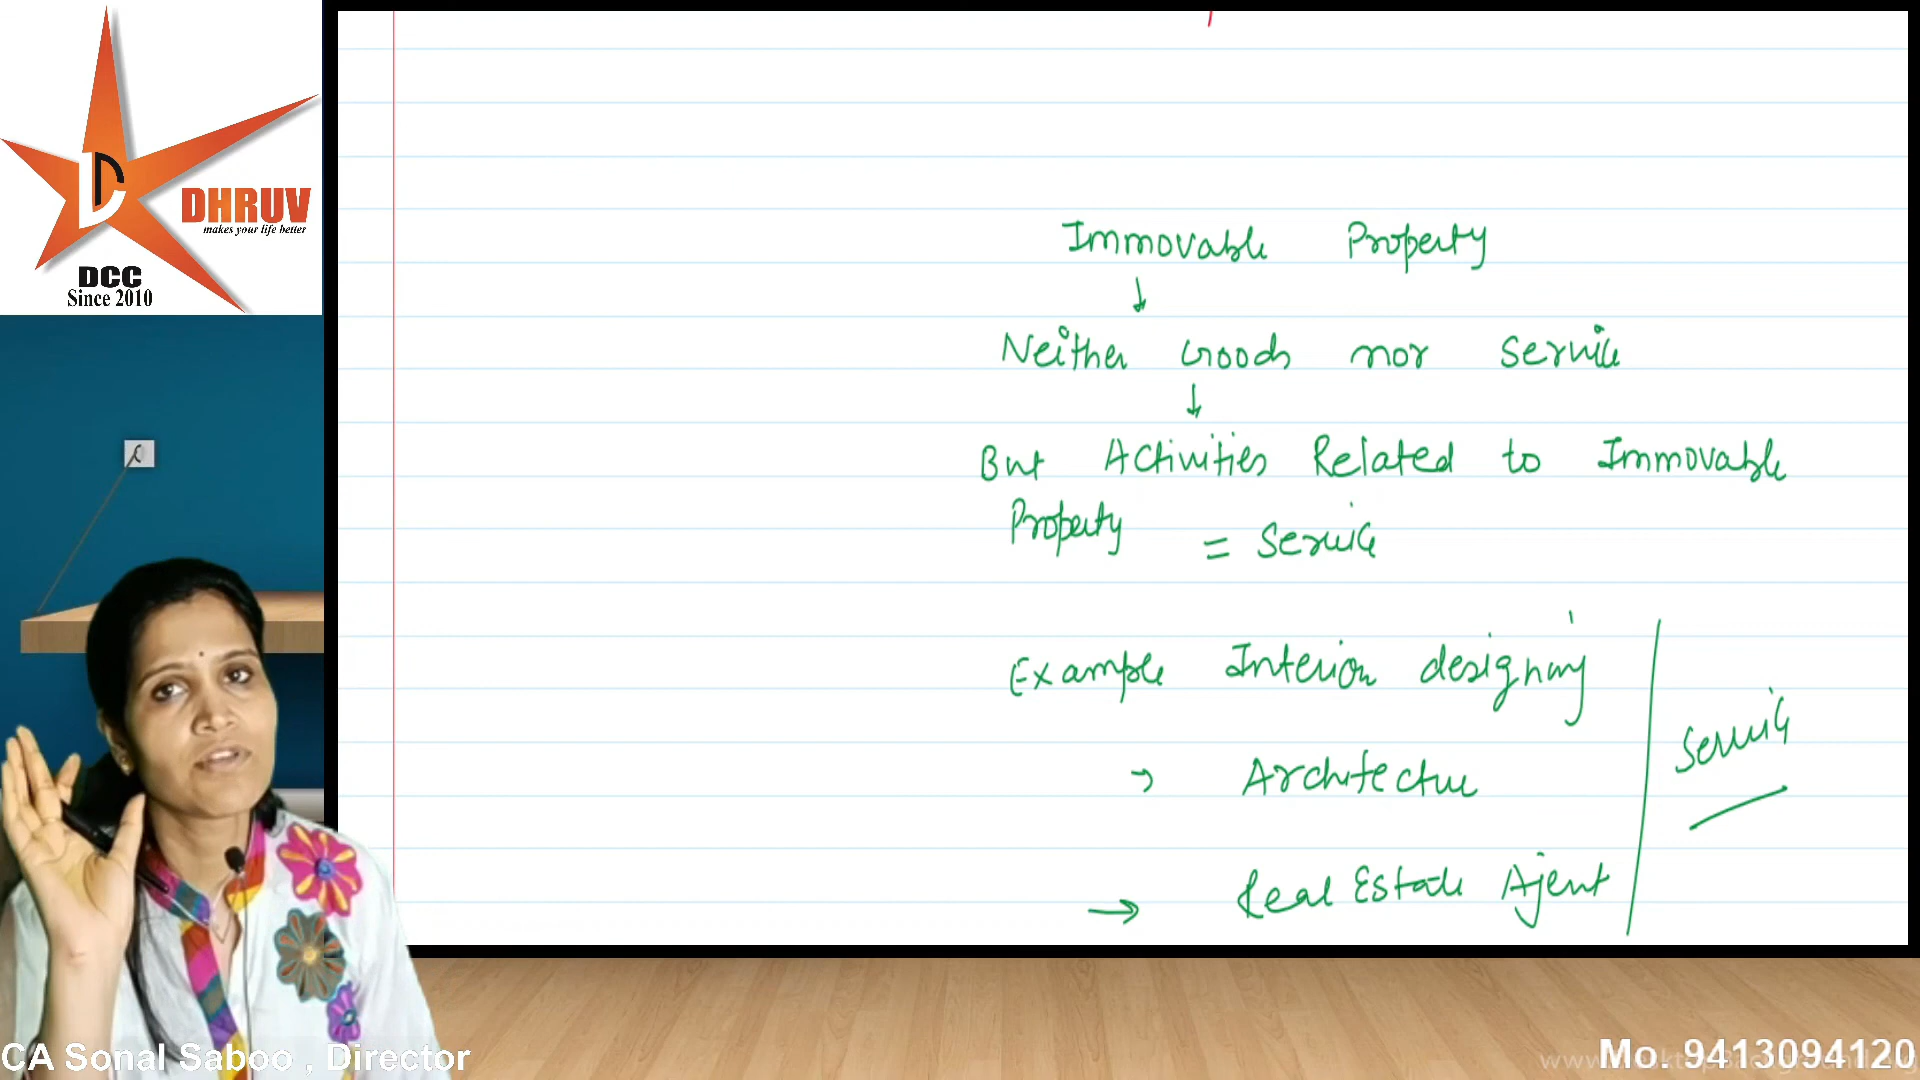 DC
DHRUV
makes your life better
DCC
Since 2010
Immovable Property
↓
Neither Goods nor Service
↓
But Activities Related to Immovable
Property = Service
Example Interior designing
→ Architecture
→ Real Estate Agent
Service
CA Sonal Saboo , Director
Mo. 9413094120